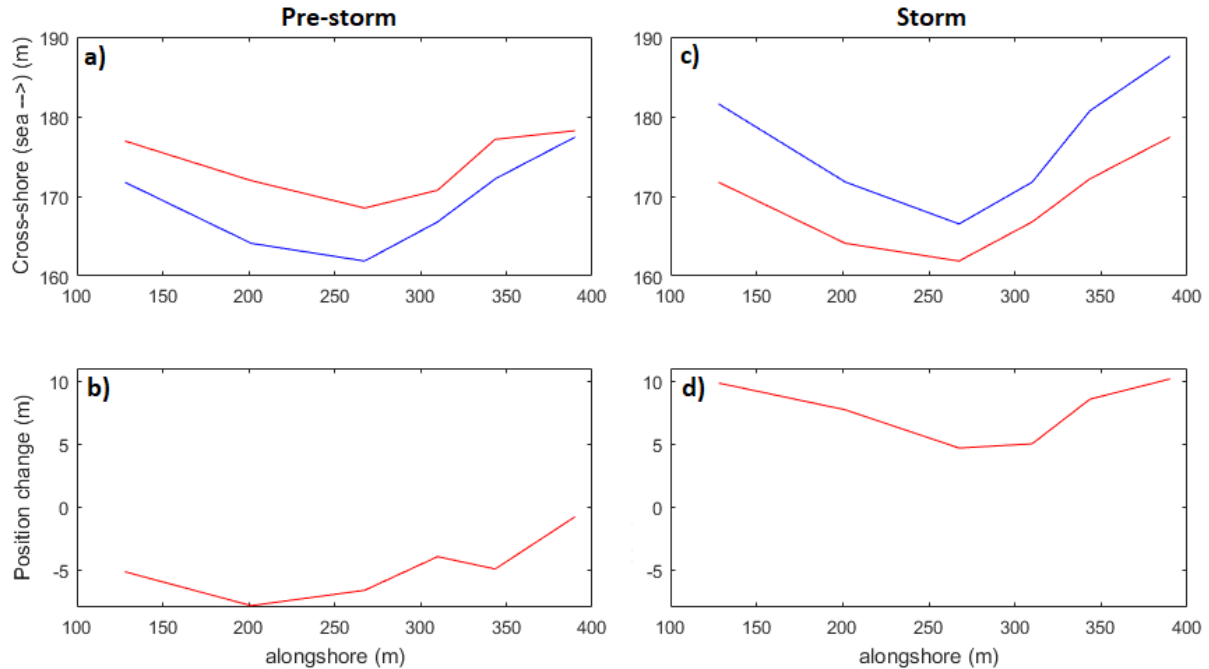 Pre-storm
Storm
a)
c)
Cross-shore (sea -->) (m)
190
180
170
160
100 150 200 250 300 350 400
190
180
170
160
100 150 200 250 300 350 400
b)
d)
Position change (m)
10
5
0
-5
100 150 200 250 300 350 400
alongshore (m)
10
5
0
-5
100 150 200 250 300 350 400
alongshore (m)